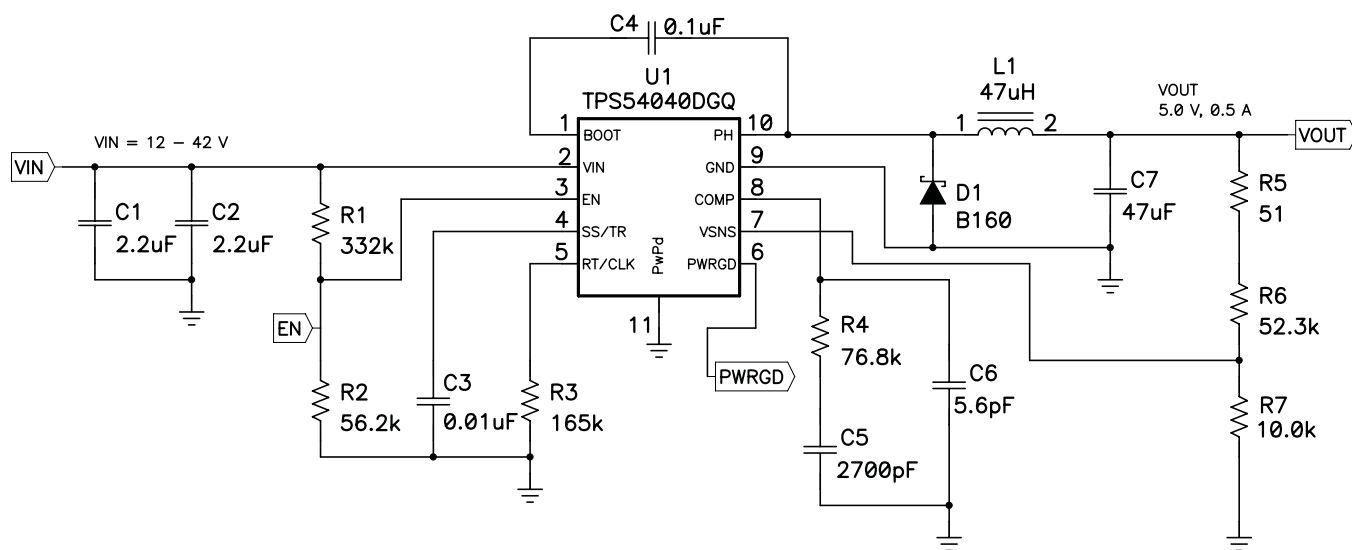 C4
0.1uF
U1
TPS54040DGQ
L1
47uH
VOUT
5.0 V, 0.5 A
VIN = 12 – 42 V
1
BOOT
PH
10
1
2
VOUT
VIN
2
VIN
GND
9
3
EN
COMP
8
4
SS/TR
VSNS
7
5
RT/CLK
PWRGD
6
PwPd
11
C1
2.2uF
C2
2.2uF
R1
332k
D1
B160
C7
47uF
R5
51
EN
R6
52.3k
R4
76.8k
PWRGD
R2
56.2k
C3
0.01uF
R3
165k
C6
5.6pF
R7
10.0k
C5
2700pF